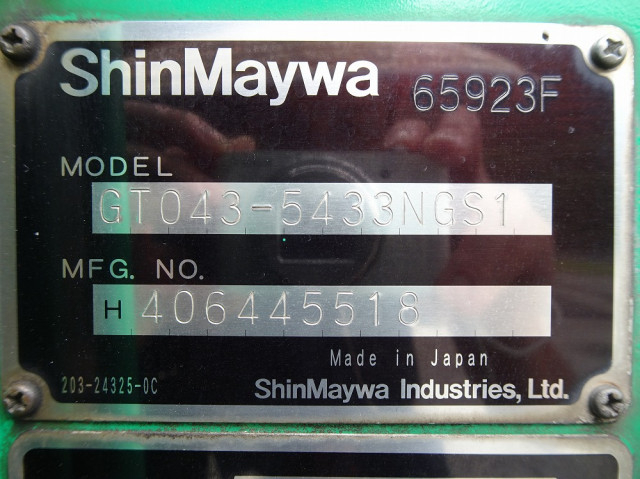 ShinMaywa 65923F
MODEL
GT043-5433NGS1
MFG. NO.
H 406445518
Made in Japan
203-24325-0C ShinMaywa Industries, Ltd.